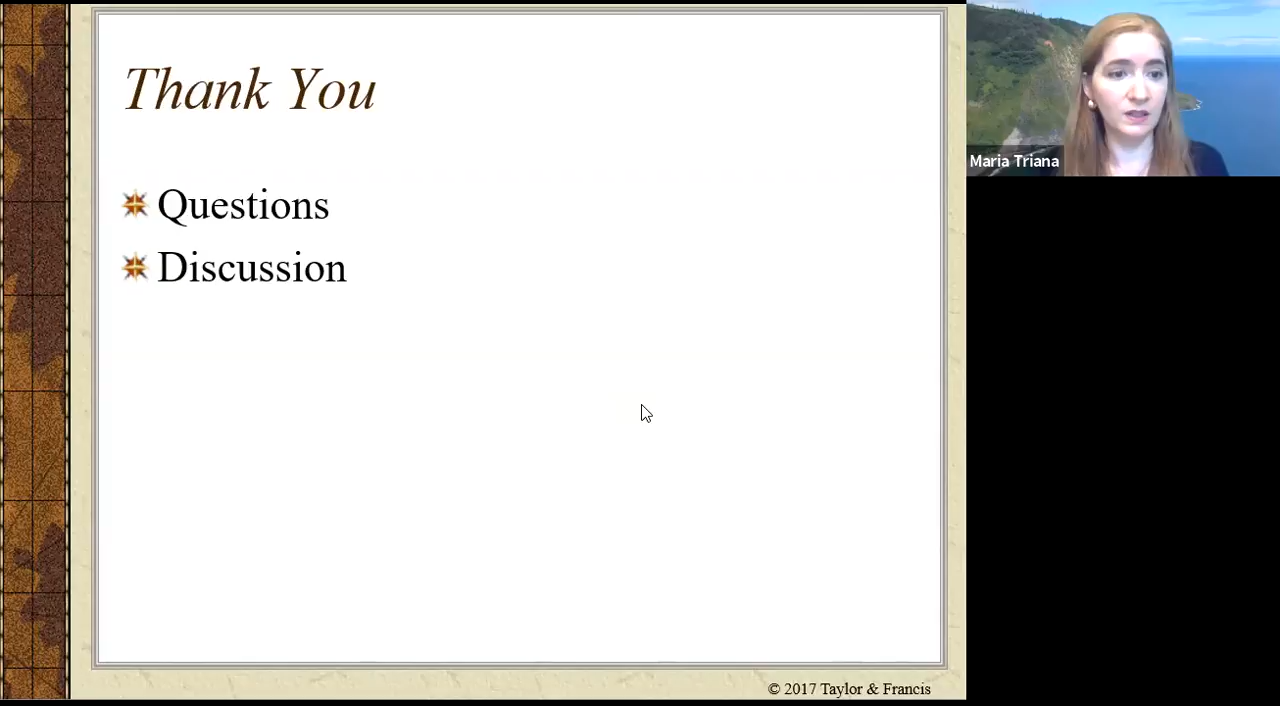 Thank You
Questions
Discussion
Maria Triana
© 2017 Taylor & Francis